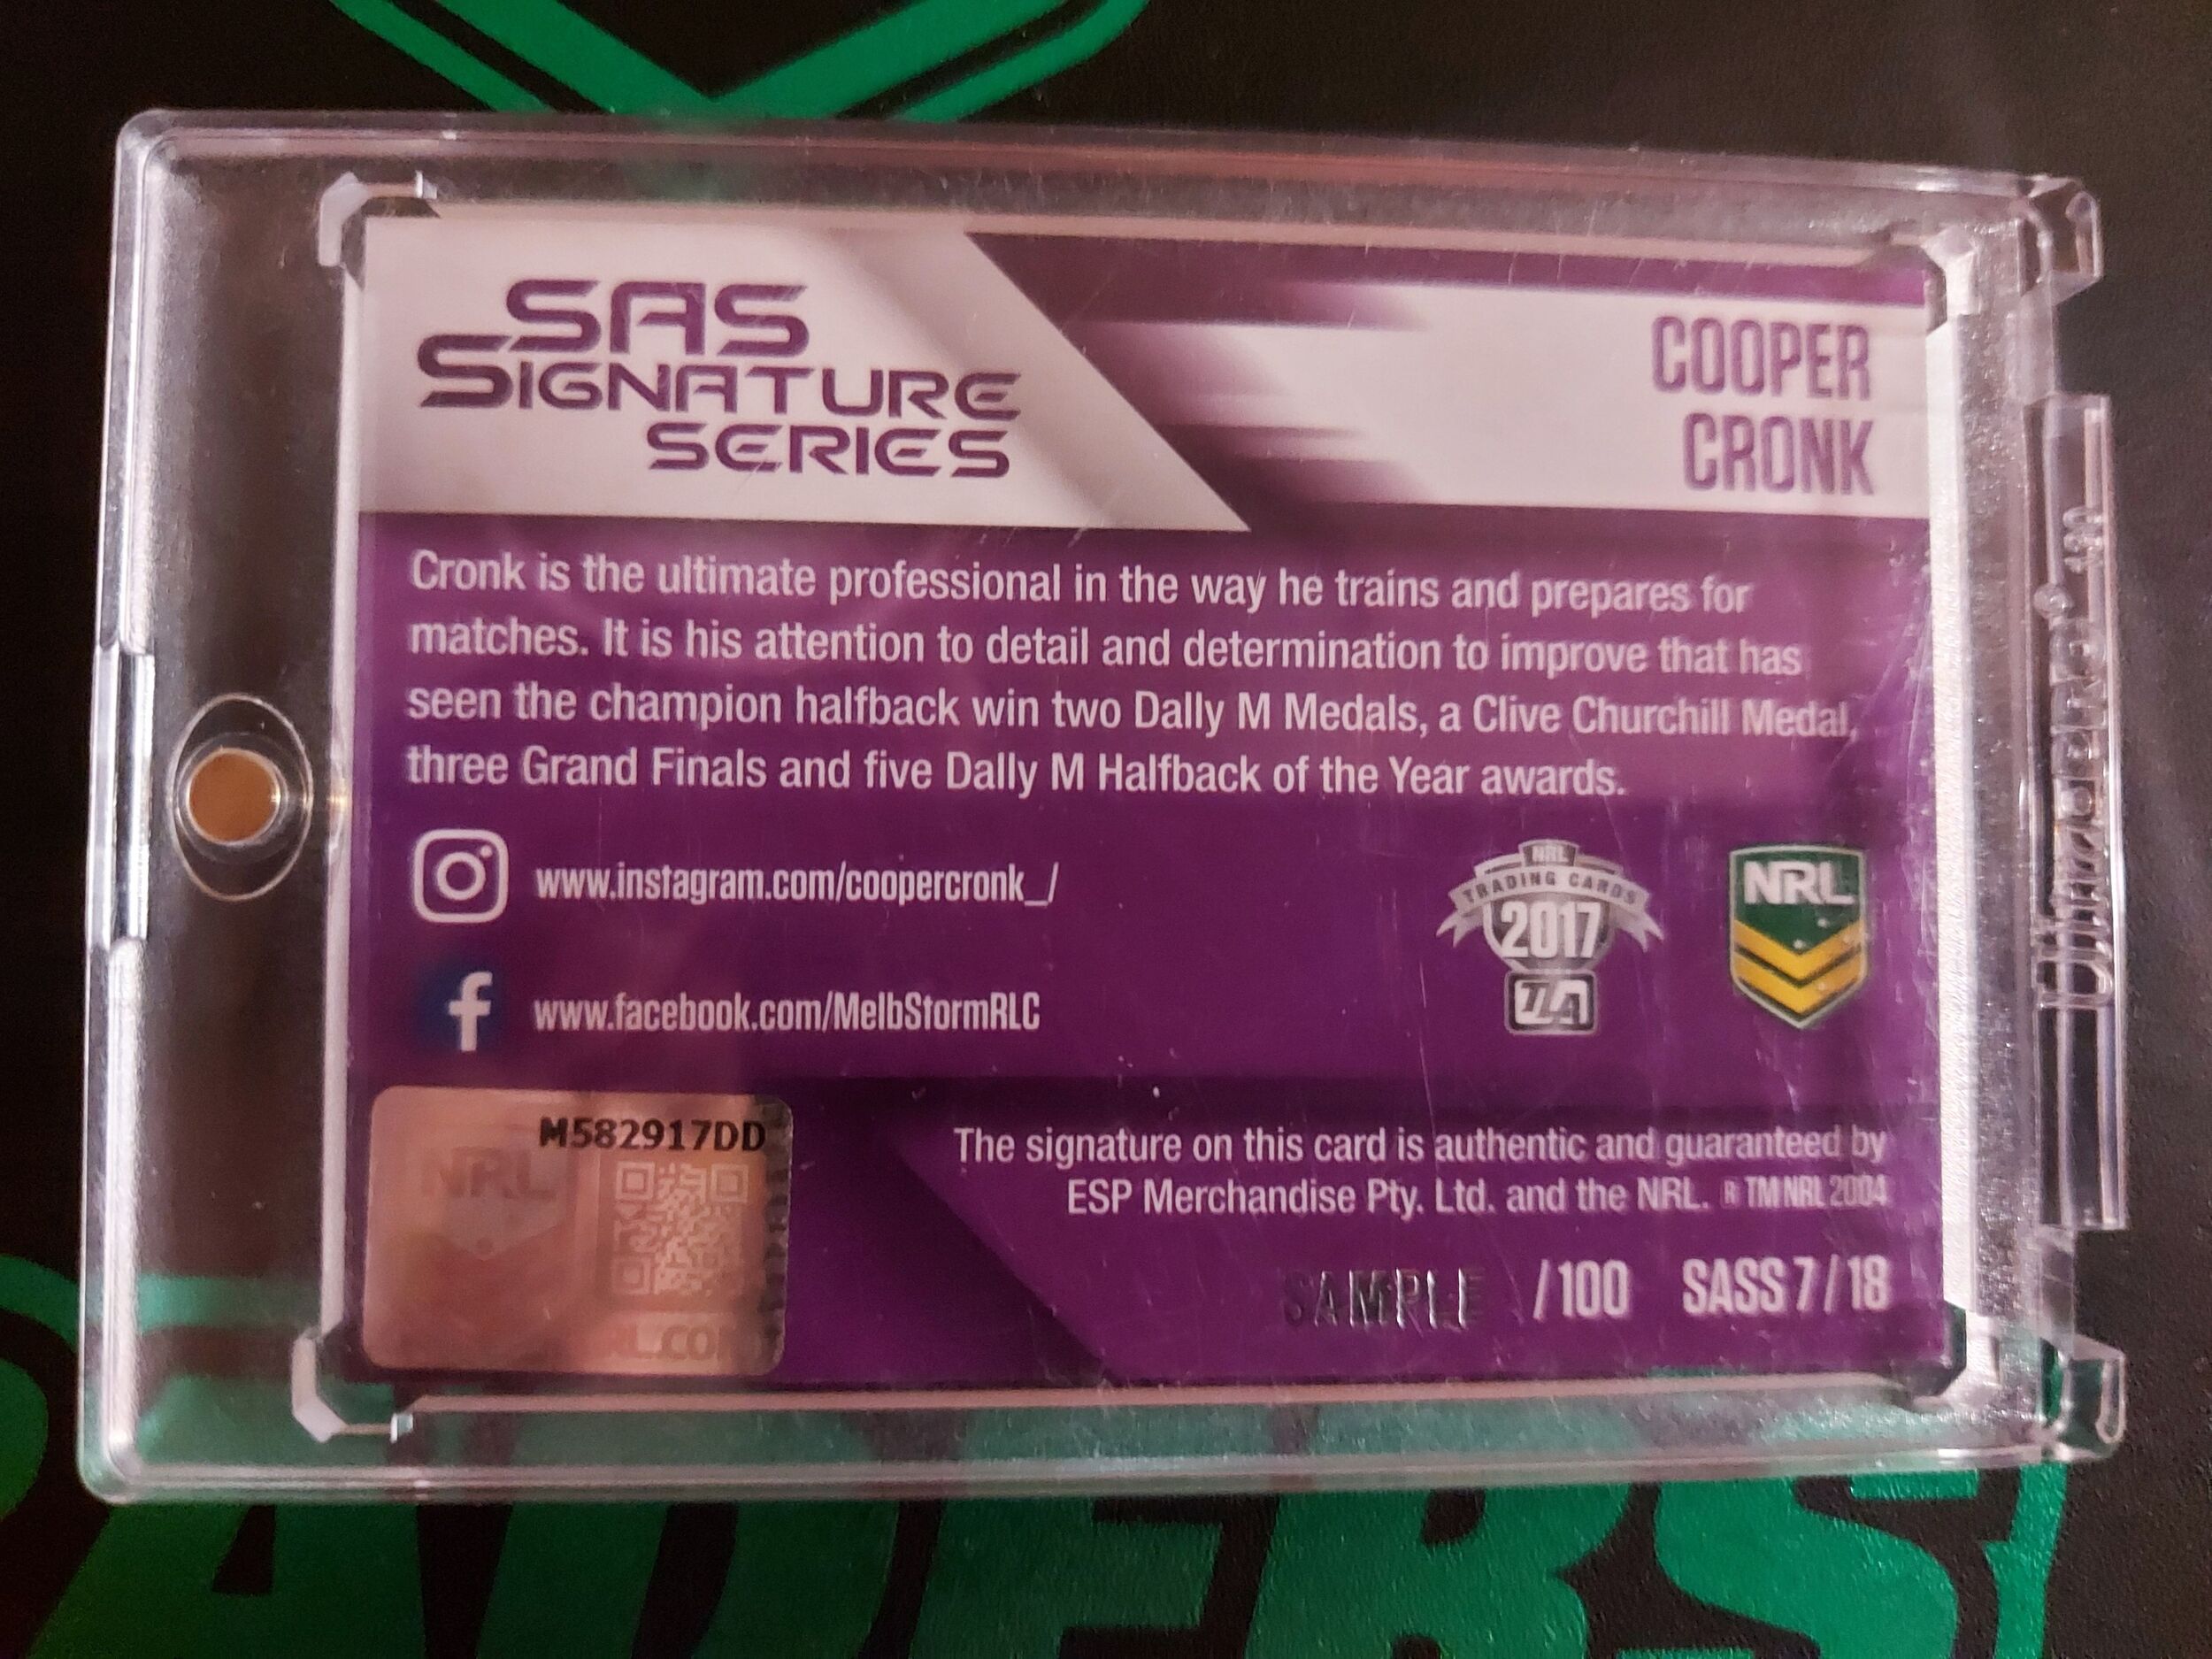 SAS
SIGNATURE
SERIES
COOPER
CRONK
Cronk is the ultimate professional in the way he trains and prepares for
matches. It is his attention to detail and determination to improve that has
seen the champion halfback win two Dally M Medals, a Clive Churchill Medal,
three Grand Finals and five Dally M Halfback of the Year awards.
www.instagram.com/coopercronk_/
f www.facebook.com/MelbStormRLC
NRL
TRADING CARDS
2017
TLA
NRL
M582917DD
NRL
The signature on this card is authentic and guaranteed by
ESP Merchandise Pty. Ltd. and the NRL. ® TM NRL 2004
SAMPLE /100 SASS 7/18